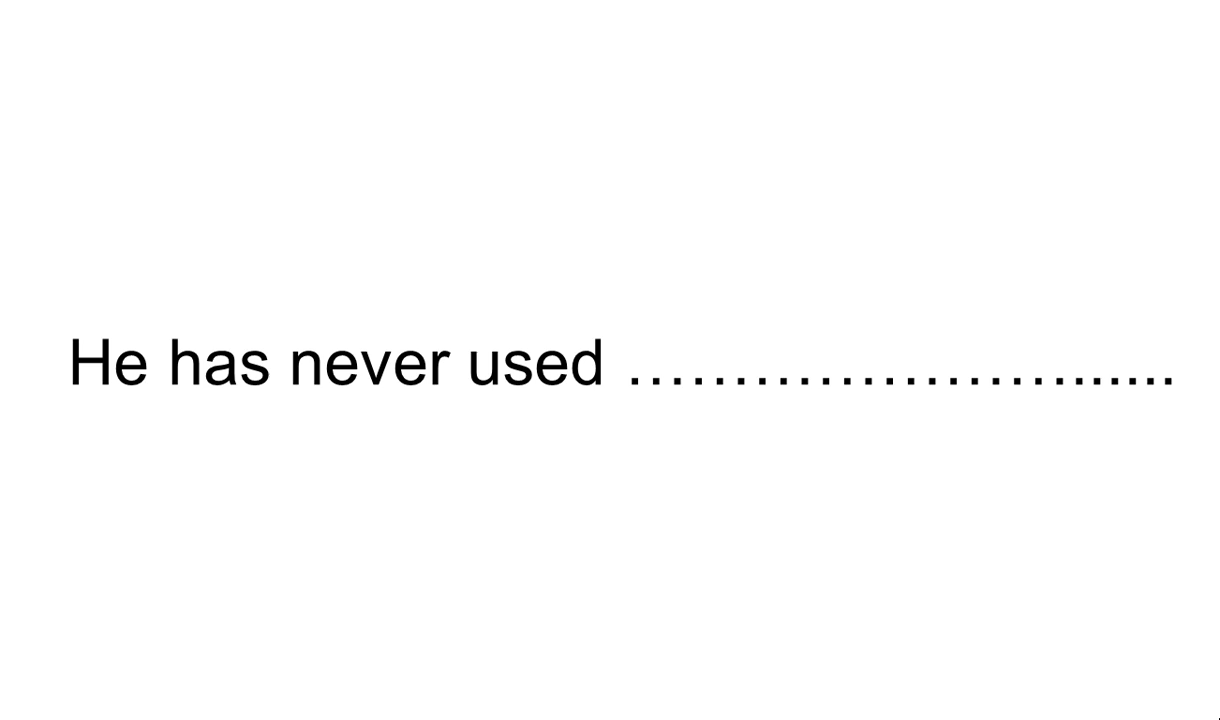 He has never used …………………......